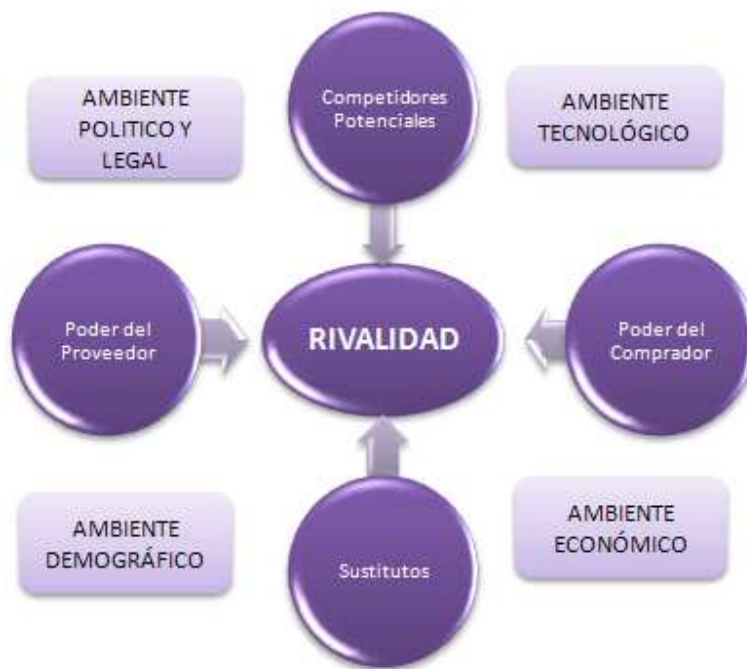 AMBIENTE
POLITICO Y
LEGAL
Competidores
Potenciales
AMBIENTE
TECNOLÓGICO
Poder del
Proveedor
RIVALIDAD
Poder del
Comprador
AMBIENTE
DEMOGRÁFICO
Sustitutos
AMBIENTE
ECONÓMICO